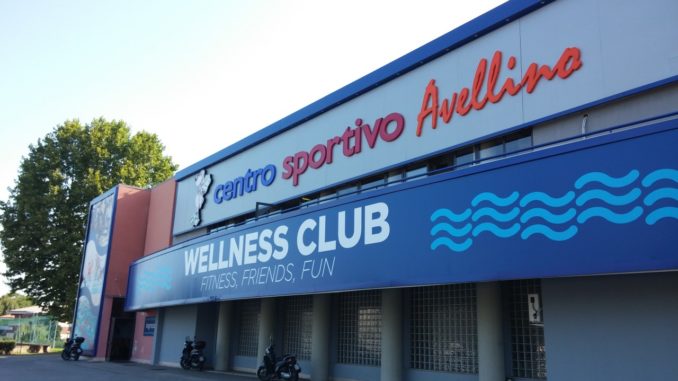 centro sportivo Avellino
WELLNESS CLUB
FITNESS, FRIENDS, FUN